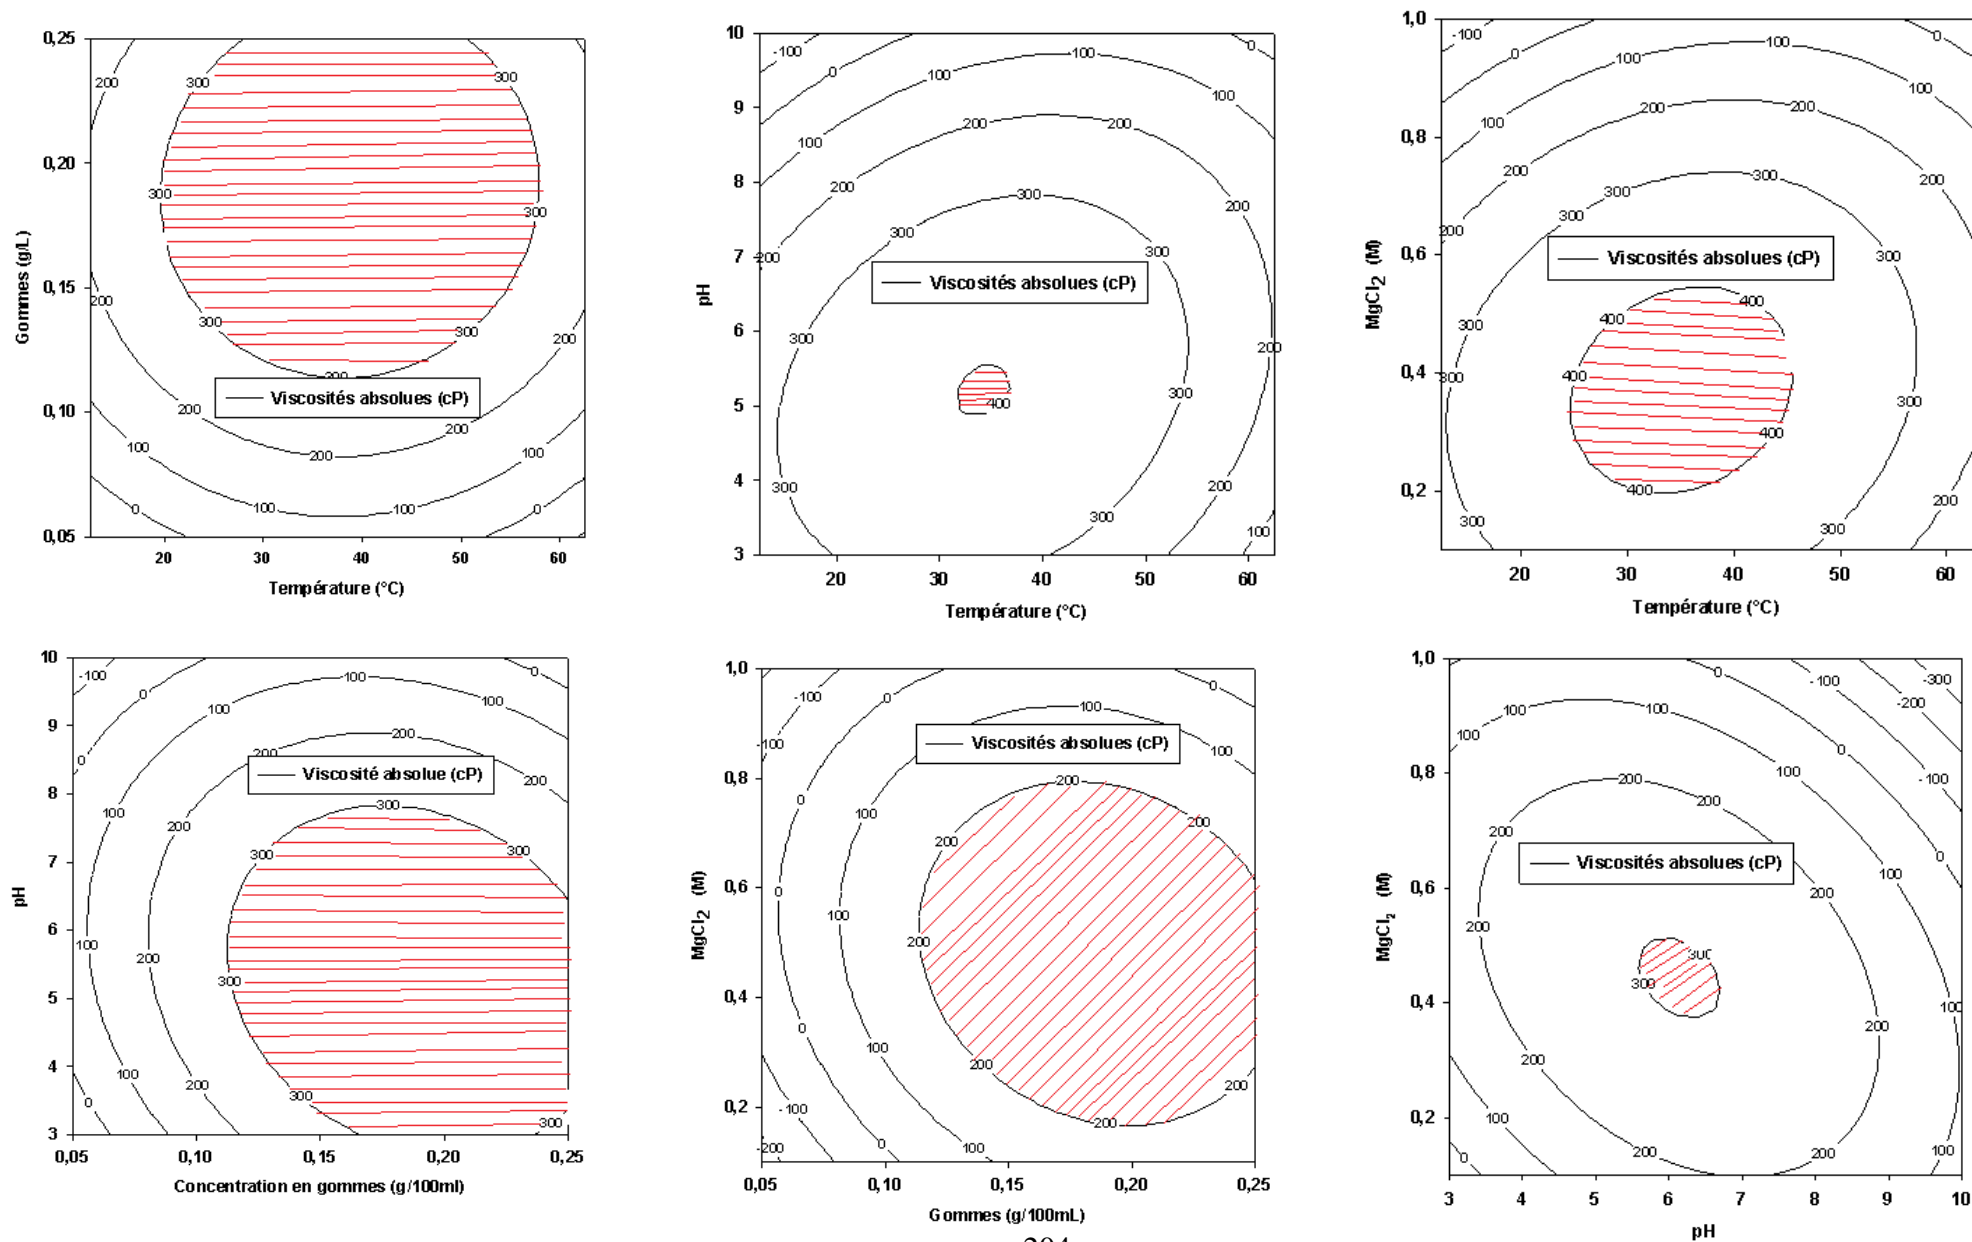 0,25
0,20
0,15
0,10
0,05
Gommes (g/L)
200 300 300 200
300 300
200 300 300 200
200
Viscosités absolues (cP)
200 200
200
100 100
100 100
0 0
20 30 40 50 60
Température (°C)
10
9
8
7
6
5
4
3
pH
-100 0 100 100 0
100 100
200 200
200 200
300 300 300
200
Viscosités absolues (cP)
300 200
400 300
300 300 200
100
20 30 40 50 60
Température (°C)
1,0
0,8
0,6
0,4
0,2
MgCl2 (M)
-100 0 100 100 0
100 100
200 200
200 200
300 300
300
200
Viscosités absolues (cP)
300
300 400 400
300 400
400
400
300 300 200
20 30 40 50 60
Température (°C)
10
9
8
7
6
5
4
3
pH
-100 0 100 100 0
100
0 200 200 200
Viscosité absolue (cP)
100 200 300
300 300
100 200 300
100 200 300
0 300
0,05 0,10 0,15 0,20 0,25
Concentration en gommes (g/100ml)
1,0
0,8
0,6
0,4
0,2
MgCl2 (M)
-100 0 100 0
-100 100
Viscosités absolues (cP)
0 100 200 200 200
0 100 200
0 100 200
-100 200 200
-200 0 100
0,05 0,10 0,15 0,20 0,25
Gommes (g/100mL)
1,0
0,8
0,6
0,4
0,2
MgCl2 (M)
100 100 100 0 -100 -200 -300
200 200 100 0 -100
200 0
Viscosités absolues (cP)
200 200 100
300 300
200 200 100
100 200 200 100
0
3 4 5 6 7 8 9 10
pH